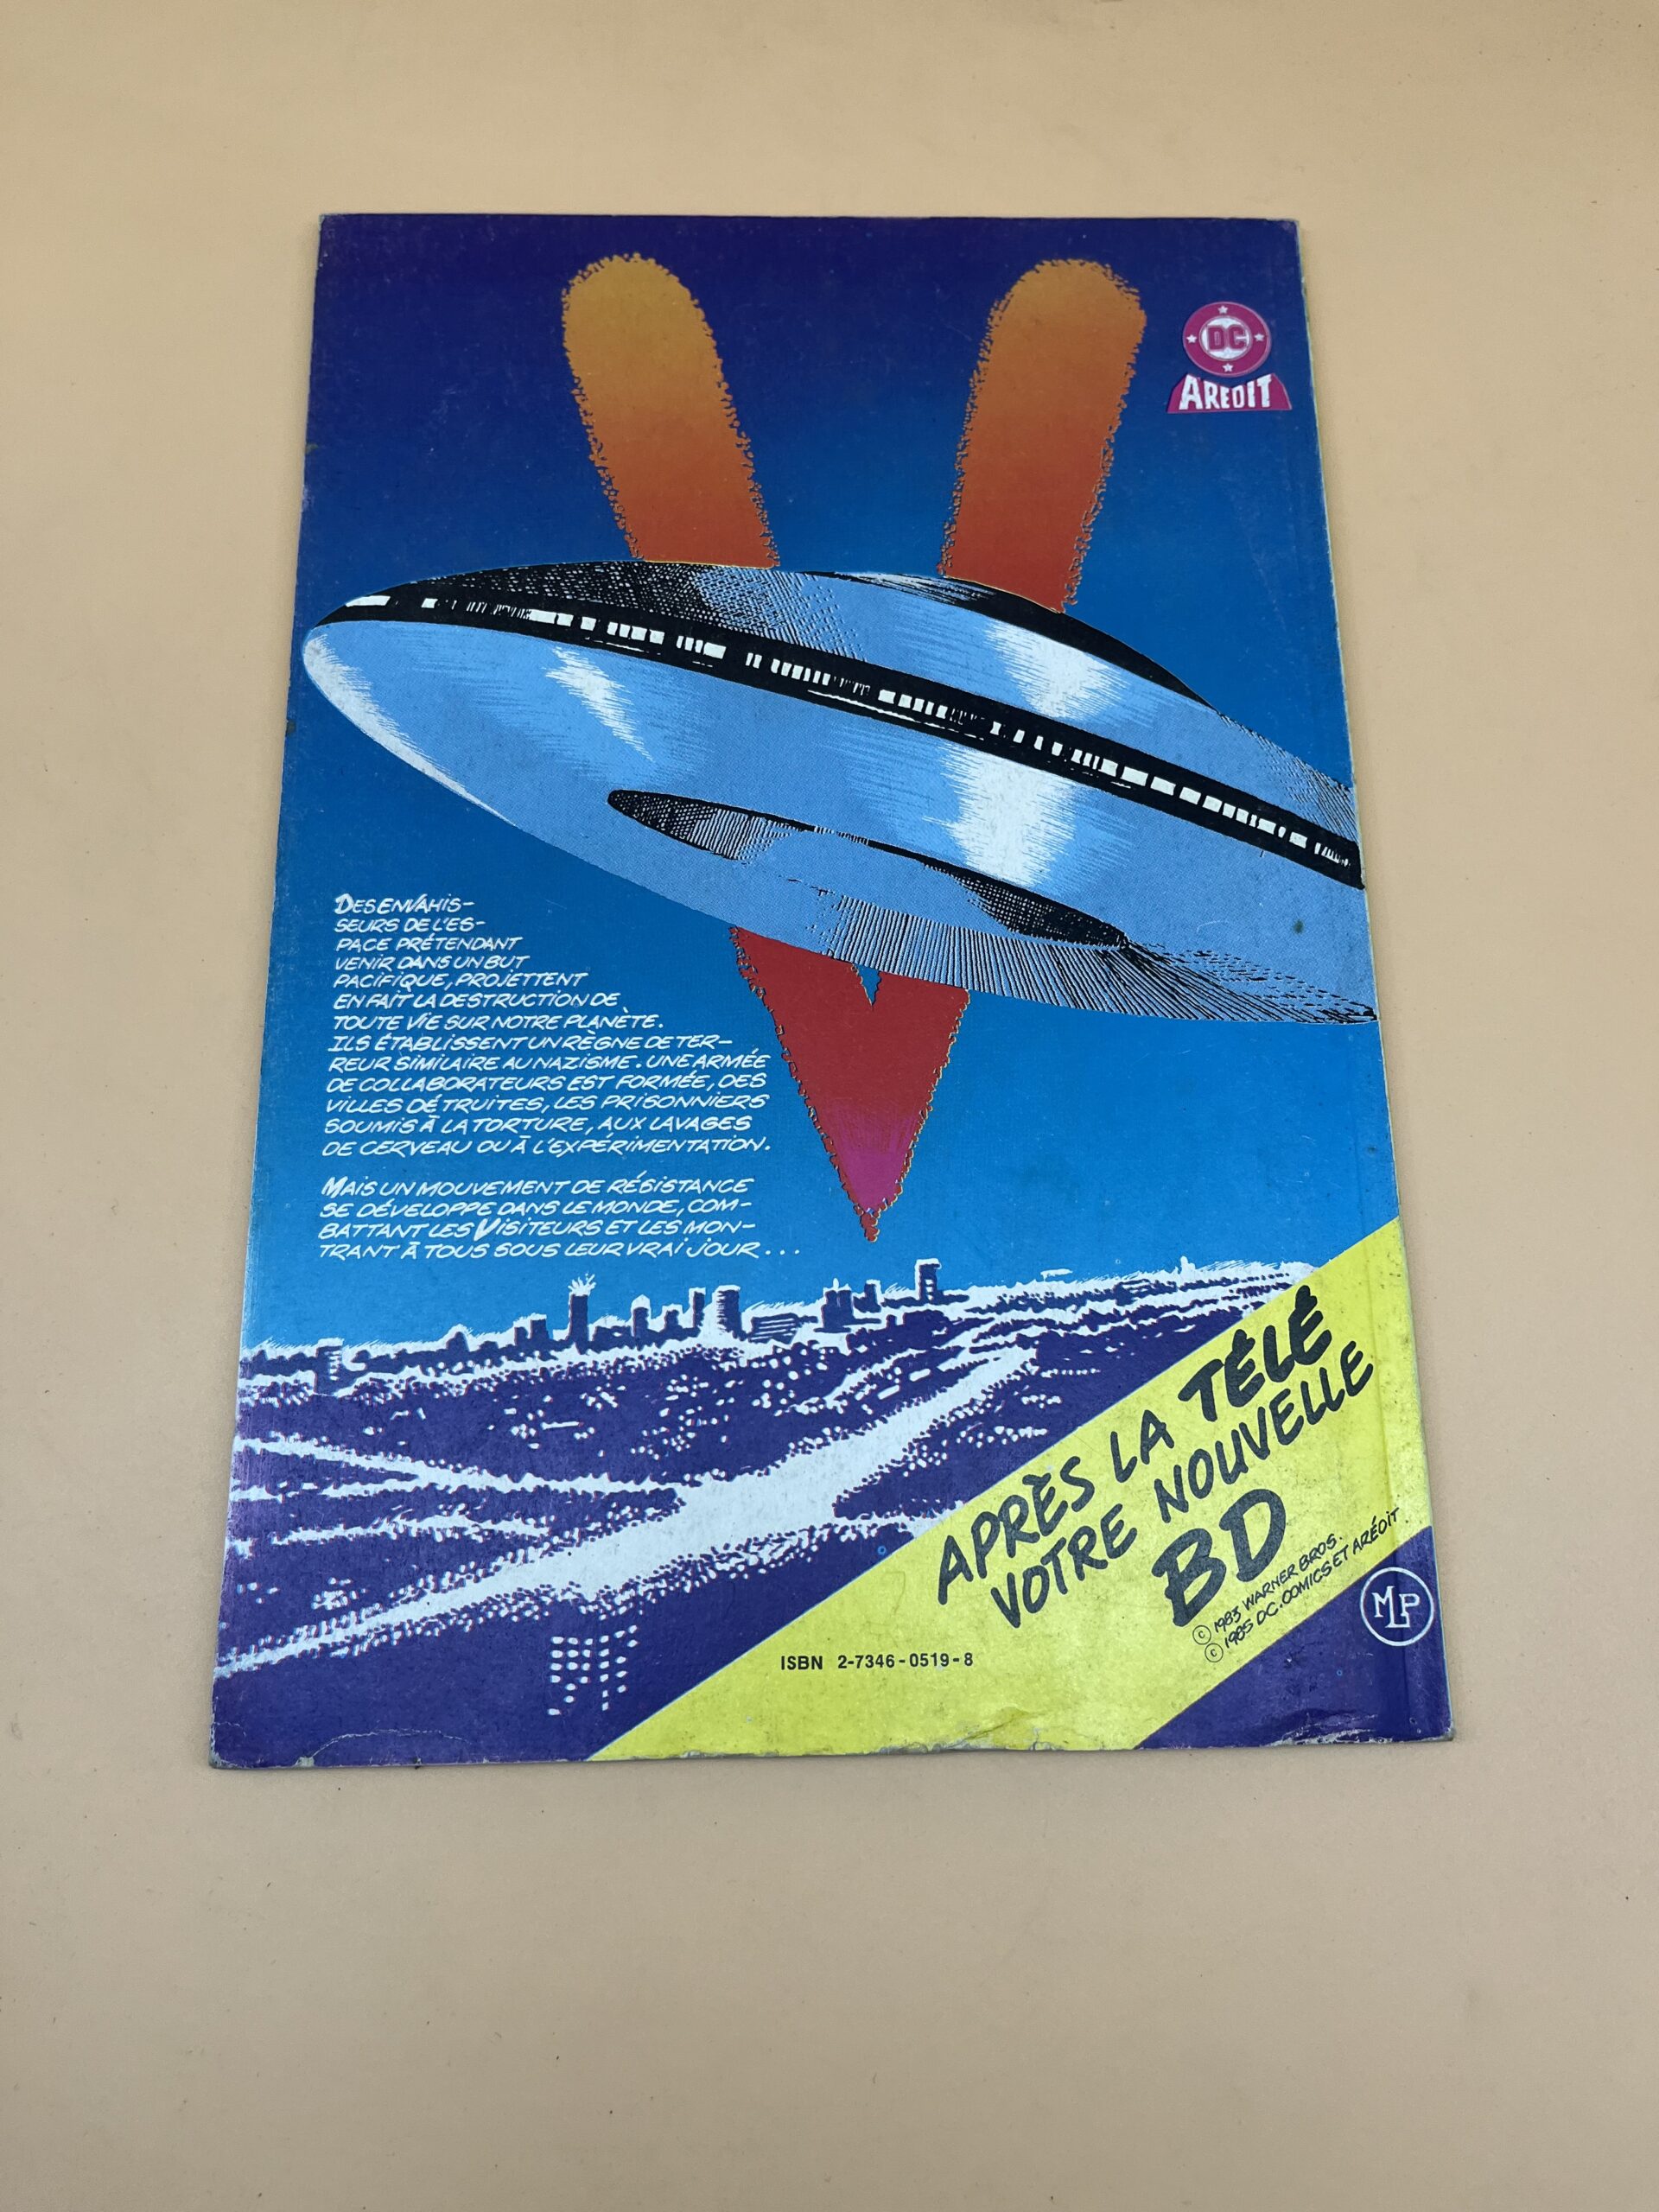 DC
ARÉDIT
DES ENVAHIS-
SEURS DE L'ES-
PACE PRÉTENDANT
VENIR DANS UN BUT
PACIFIQUE, PROJETTENT
EN FAIT LA DESTRUCTION DE
TOUTE VIE SUR NOTRE PLANÈTE.
ILS ÉTABLISSENT UN RÈGNE DE TER-
REUR SIMILAIRE AU NAZISME. UNE ARMÉE
DE COLLABORATEURS EST FORMÉE, DES
VILLES DÉTRUITES, LES PRISONNIERS
SOUMIS À LA TORTURE, AUX LAVAGES
DE CERVEAU OU À L'EXPÉRIMENTATION.
MAIS UN MOUVEMENT DE RÉSISTANCE
SE DÉVELOPPE DANS LE MONDE, COM-
BATTANT LES VISITEURS ET LES MON-
TRANT À TOUS SOUS LEUR VRAI JOUR...
APRÈS LA TÉLÉ
VOTRE NOUVELLE
BD
© 1983 WARNER BROS.
© 1985 DC. COMICS ET ARÉDIT
ISBN 2-7346-0519-8
MLP